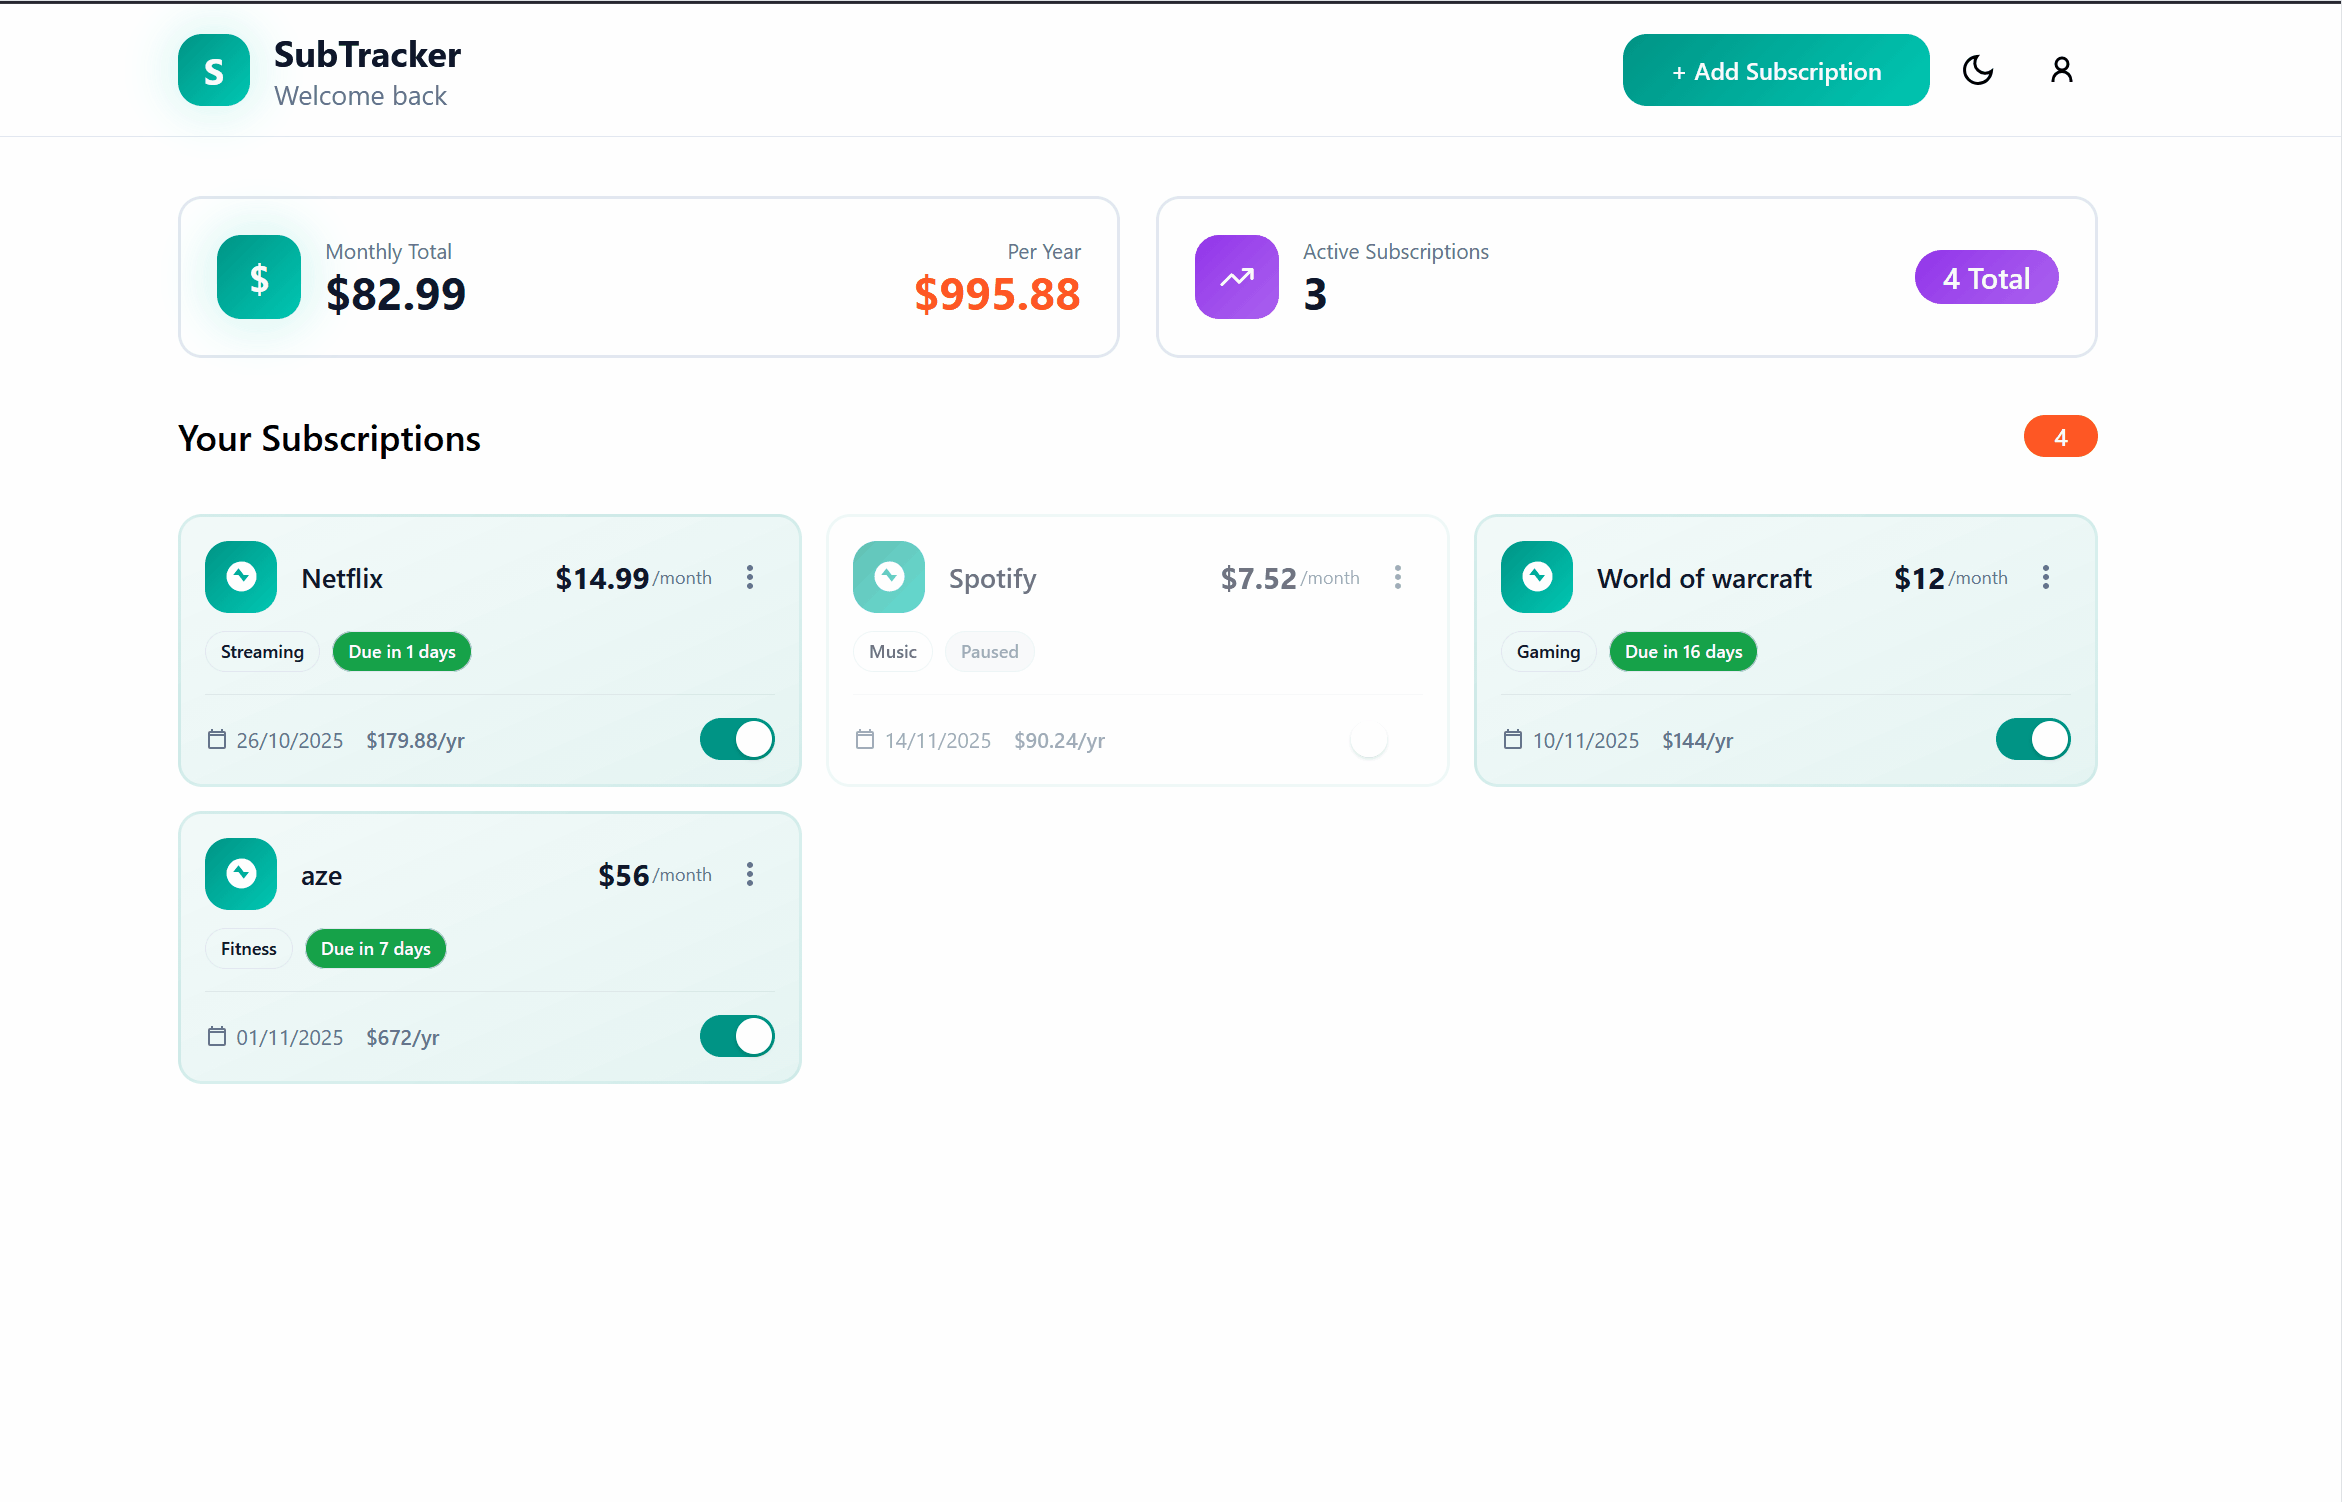 S
SubTracker
Welcome back
+ Add Subscription
$
Monthly Total
$82.99
Per Year
$995.88
Active Subscriptions
3
4 Total
Your Subscriptions
4
Netflix
$14.99/month
Streaming
Due in 1 days
26/10/2025
$179.88/yr
Spotify
$7.52/month
Music
Paused
14/11/2025
$90.24/yr
World of warcraft
$12/month
Gaming
Due in 16 days
10/11/2025
$144/yr
aze
$56/month
Fitness
Due in 7 days
01/11/2025
$672/yr